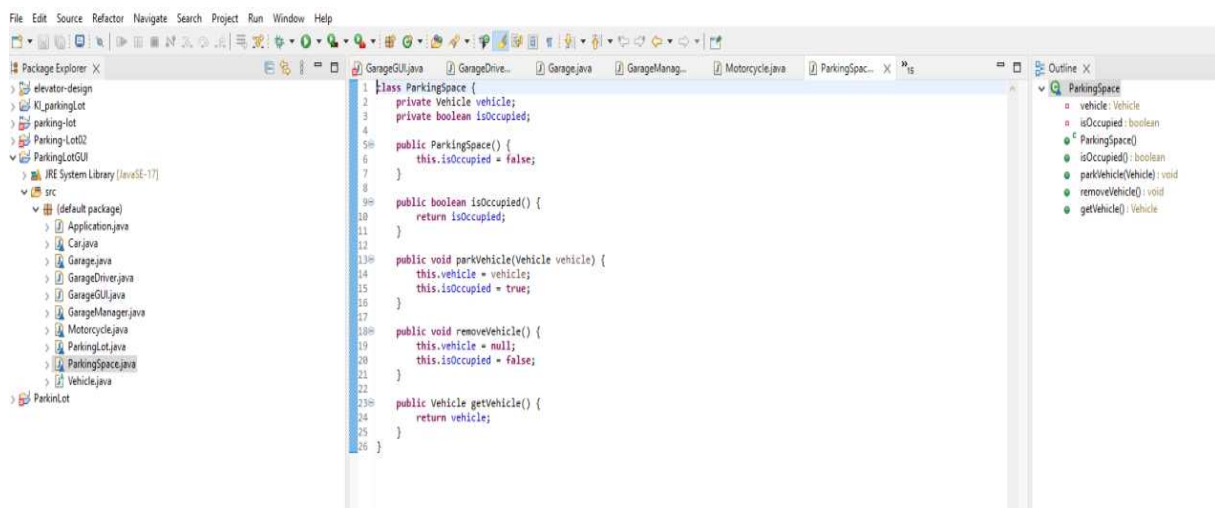 File Edit Source Refactor Navigate Search Project Run Window Help
Package Explorer
elevator-design
KI_parkingLot
parking-lot
Parking-Lot02
ParkingLotGUI
JRE System Library [JavaSE-17]
src
(default package)
Application.java
Car.java
Garage.java
GarageDriver.java
GarageGUI.java
GarageManager.java
Motorcycle.java
ParkingLot.java
ParkingSpace.java
Vehicle.java
ParkinLot
GarageGUI.java GarageDrive... Garage.java GarageManag... Motorcycle.java ParkingSpac... 15
1 class ParkingSpace {
2 private Vehicle vehicle;
3 private boolean isOccupied;
4
5 public ParkingSpace() {
6 this.isOccupied = false;
7 }
8
9 public boolean isOccupied() {
10 return isOccupied;
11 }
12
13 public void parkVehicle(Vehicle vehicle) {
14 this.vehicle = vehicle;
15 this.isOccupied = true;
16 }
17
18 public void removeVehicle() {
19 this.vehicle = null;
20 this.isOccupied = false;
21 }
22
23 public Vehicle getVehicle() {
24 return vehicle;
25 }
26 }
Outline
ParkingSpace
vehicle : Vehicle
isOccupied : boolean
ParkingSpace()
isOccupied() : boolean
parkVehicle(Vehicle) : void
removeVehicle() : void
getVehicle() : Vehicle